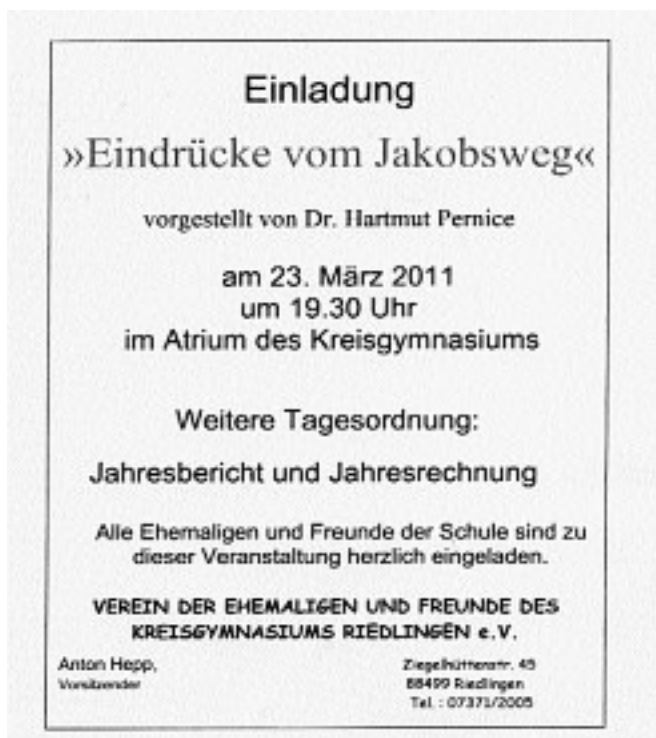 Einladung
»Eindrücke vom Jakobsweg«
vorgestellt von Dr. Hartmut Pernice
am 23. März 2011
um 19.30 Uhr
im Atrium des Kreisgymnasiums
Weitere Tagesordnung:
Jahresbericht und Jahresrechnung
Alle Ehemaligen und Freunde der Schule sind zu
dieser Veranstaltung herzlich eingeladen.
VEREIN DER EHEMALIGEN UND FREUNDE DES
KREISGYMNASIUMS RIEDLINGEN e.V.
Anton Hepp,
Vorsitzender
Ziegelhüttenstr. 45
88499 Riedlingen
Tel. : 07371/2005